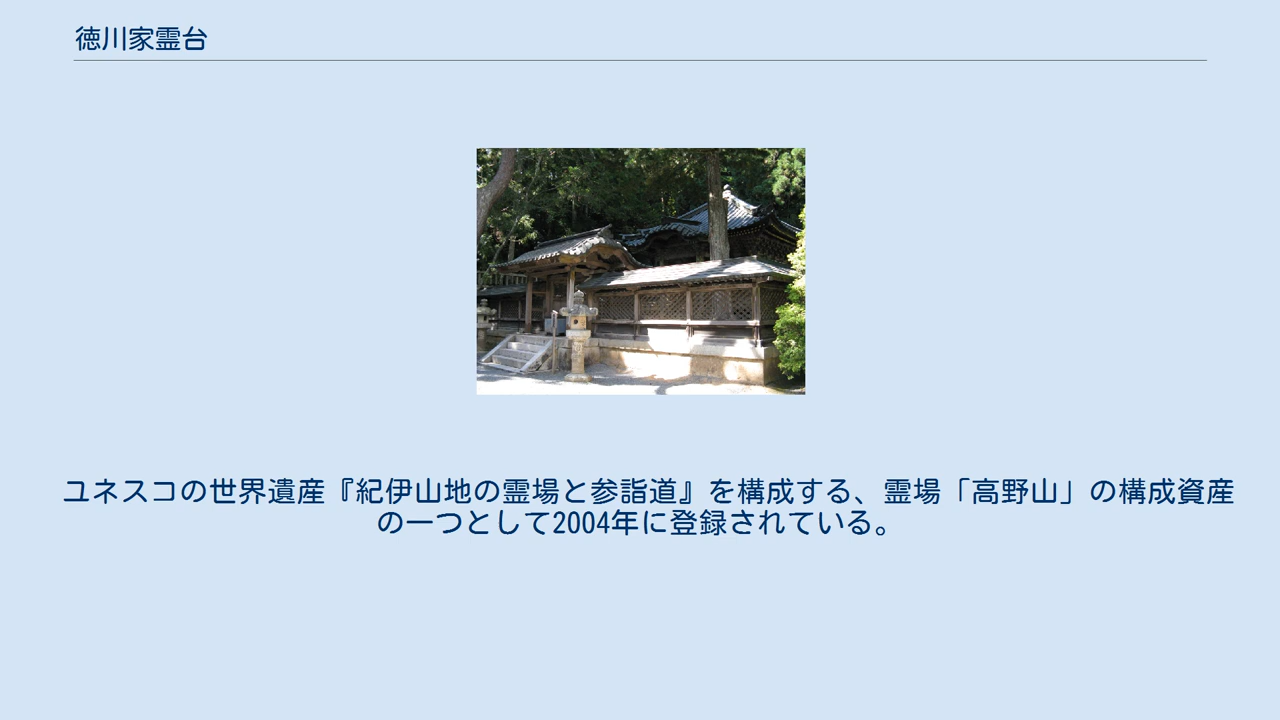 徳川家霊台
ユネスコの世界遺産『紀伊山地の霊場と参詣道』を構成する、霊場「高野山」の構成資産
の一つとして2004年に登録されている。